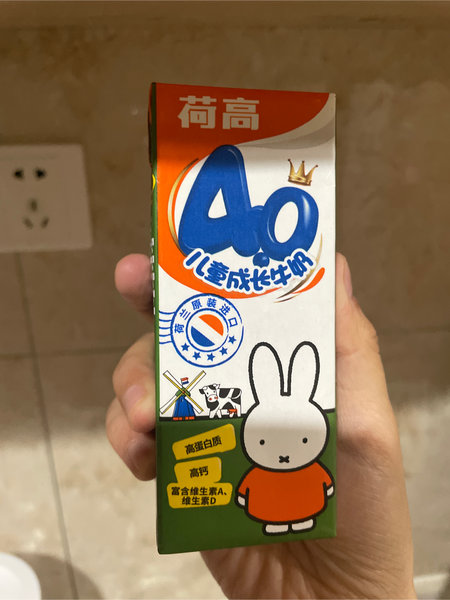 荷高
4.0
儿童成长牛奶
荷兰原装进口
高蛋白质
高钙
富含维生素A、
维生素D